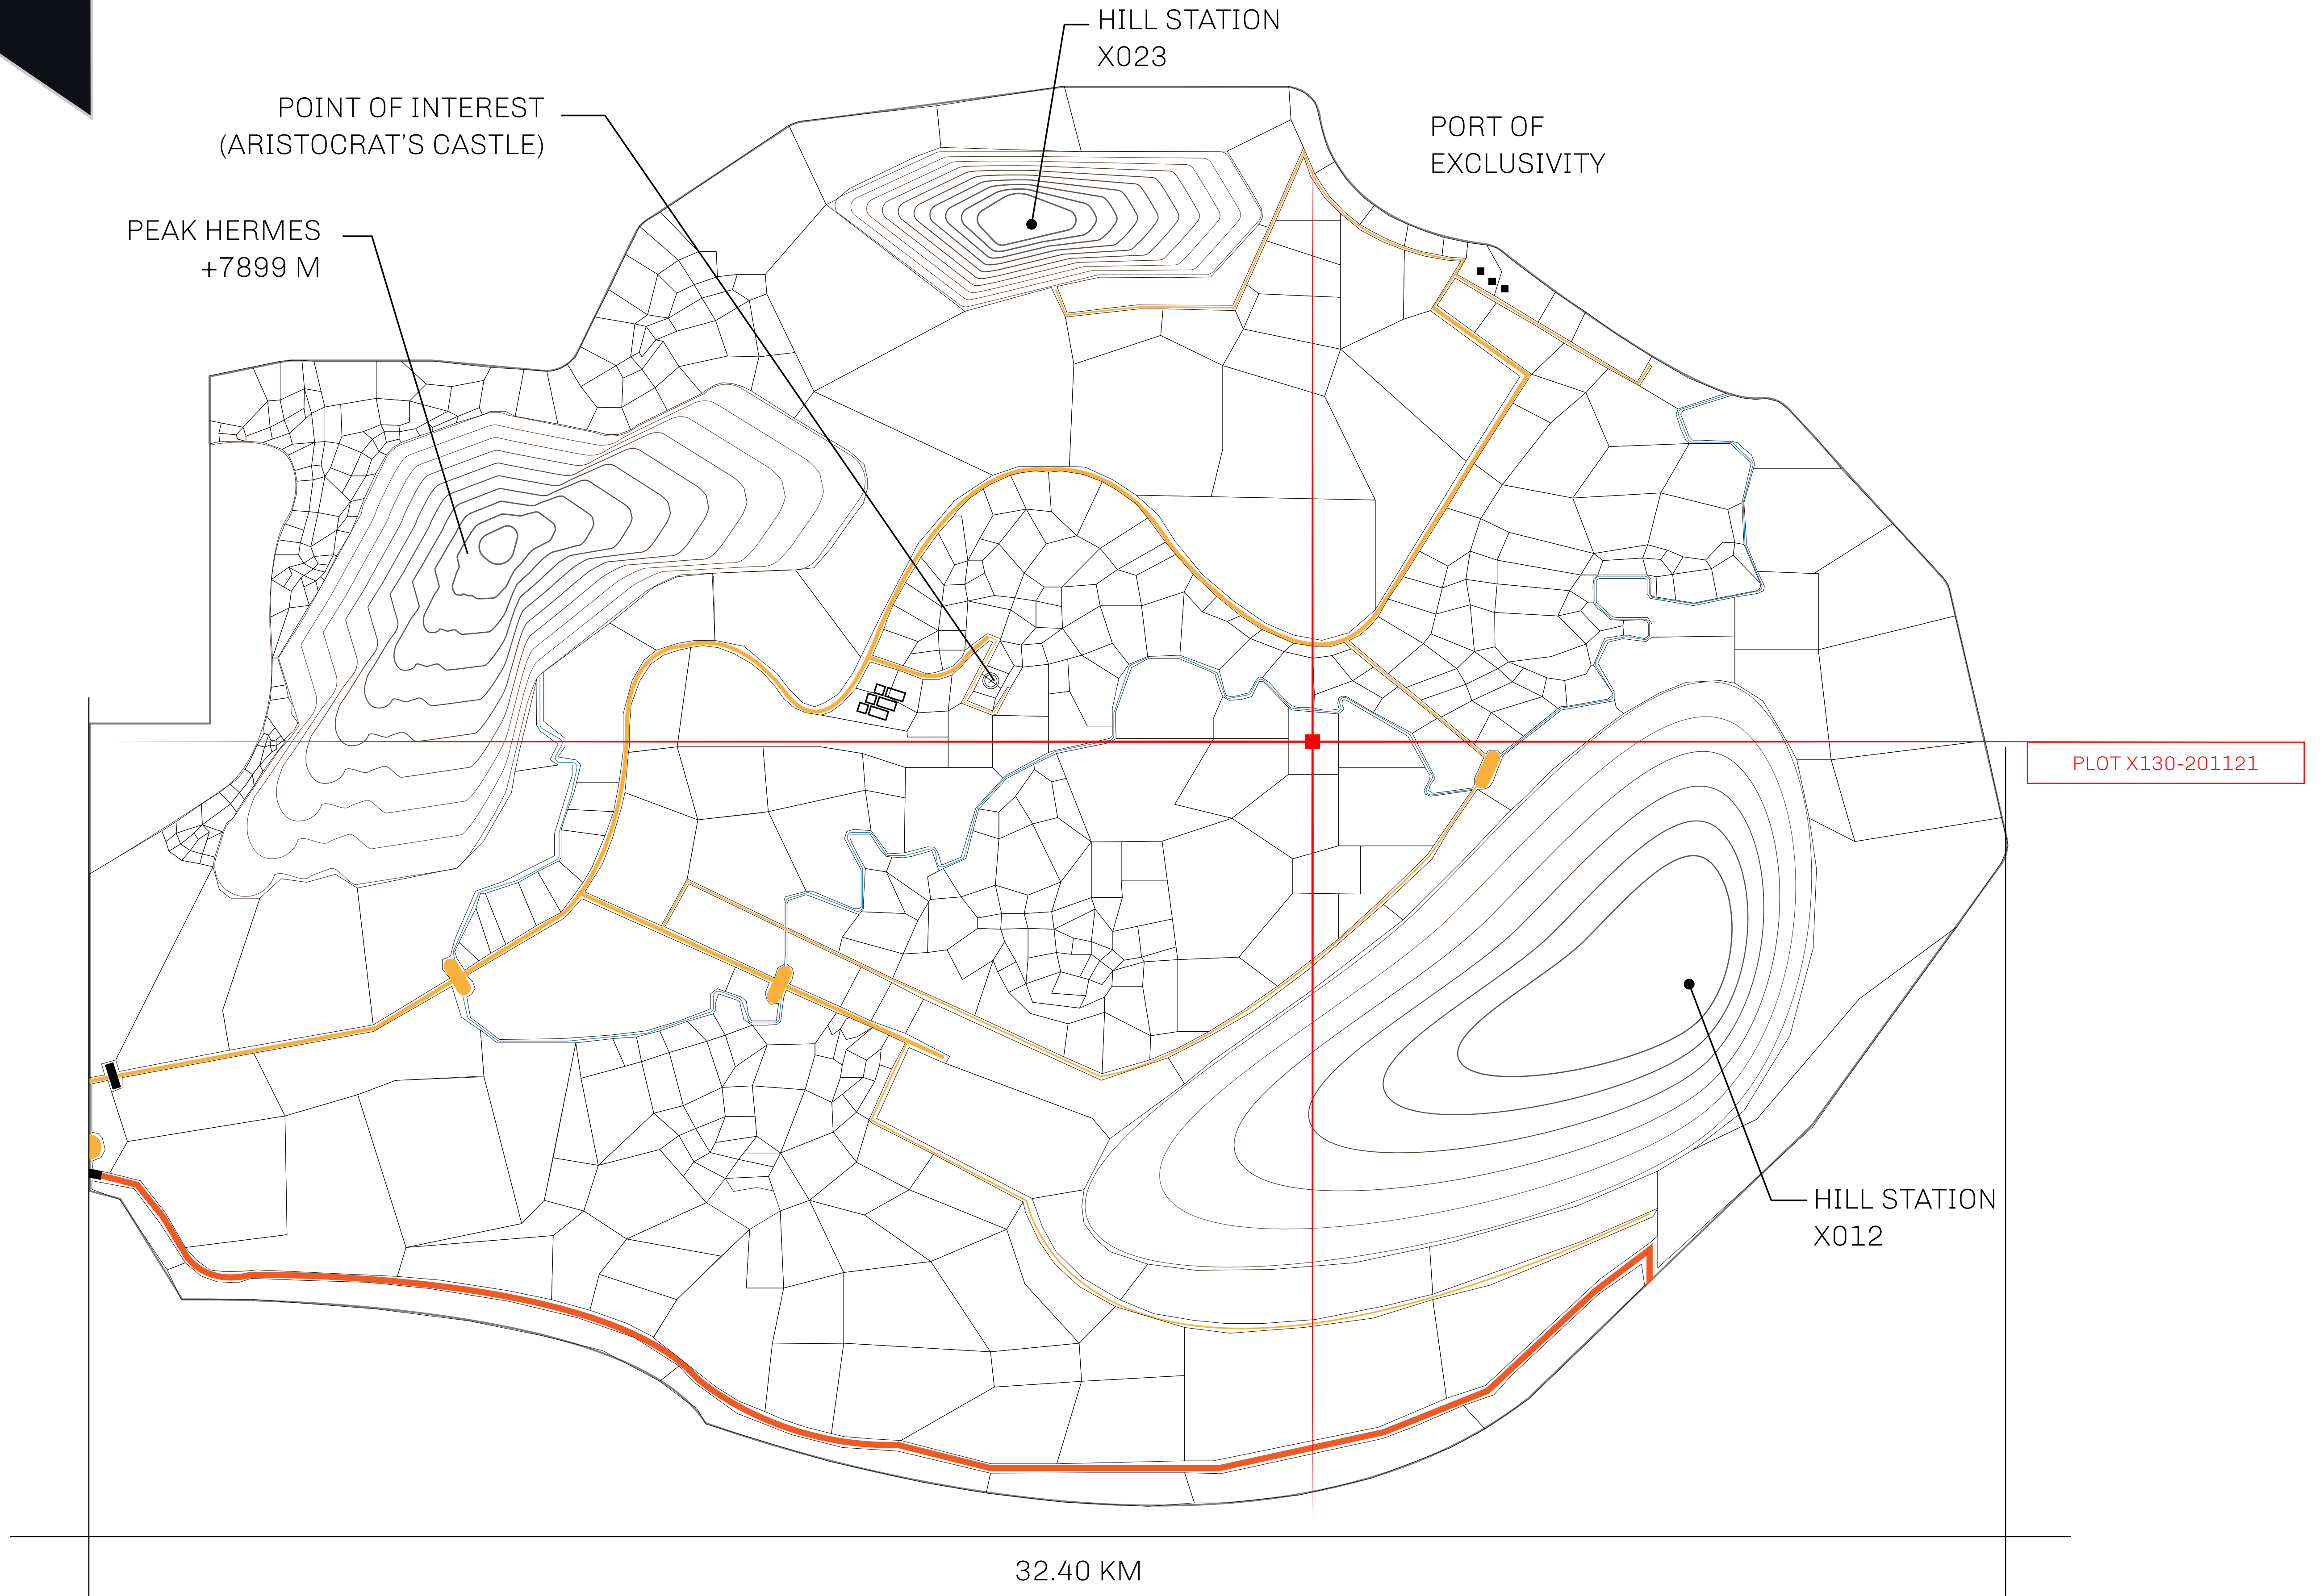 HILL STATION
X023
POINT OF INTEREST
(ARISTOCRAT'S CASTLE)
PORT OF
EXCLUSIVITY
PEAK HERMES
+7899 M
PLOT X130-201121
HILL STATION
X012
32.40 KM